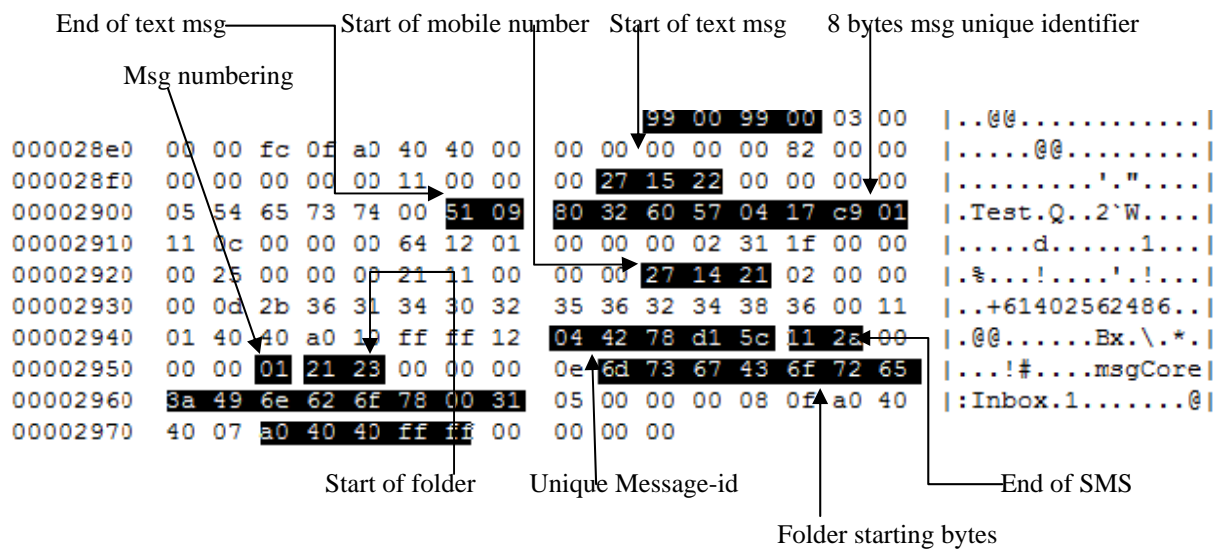 End of text msg Start of mobile number Start of text msg 8 bytes msg unique identifier
Msg numbering
99 00 99 00 03 00 |..@@............|
000028e0 00 00 fc 0f a0 40 40 00 00 00 00 00 00 82 00 00 |.....@@.........|
000028f0 00 00 00 00 00 11 00 00 00 27 15 22 00 00 00 00 |.........'."....|
00002900 05 54 65 73 74 00 51 09 80 32 60 57 04 17 c9 01 |.Test.Q..2`W....|
00002910 11 0c 00 00 00 64 12 01 00 00 00 02 31 1f 00 00 |.....d......1...|
00002920 00 25 00 00 00 21 11 00 00 00 27 14 21 02 00 00 |.%...!....'.!...|
00002930 00 0d 2b 36 31 34 30 32 35 36 32 34 38 36 00 11 |..+61402562486..|
00002940 01 40 40 a0 10 ff ff 12 04 42 78 d1 5c 11 2a 00 |.@@......Bx.\.*.|
00002950 00 00 01 21 23 00 00 00 0e 6d 73 67 43 6f 72 65 |...!#....msgCore|
00002960 3a 49 6e 62 6f 78 00 31 05 00 00 00 08 0f a0 40 |:Inbox.1.......@|
00002970 40 07 a0 40 40 ff ff 00 00 00 00
Start of folder Unique Message-id End of SMS
Folder starting bytes